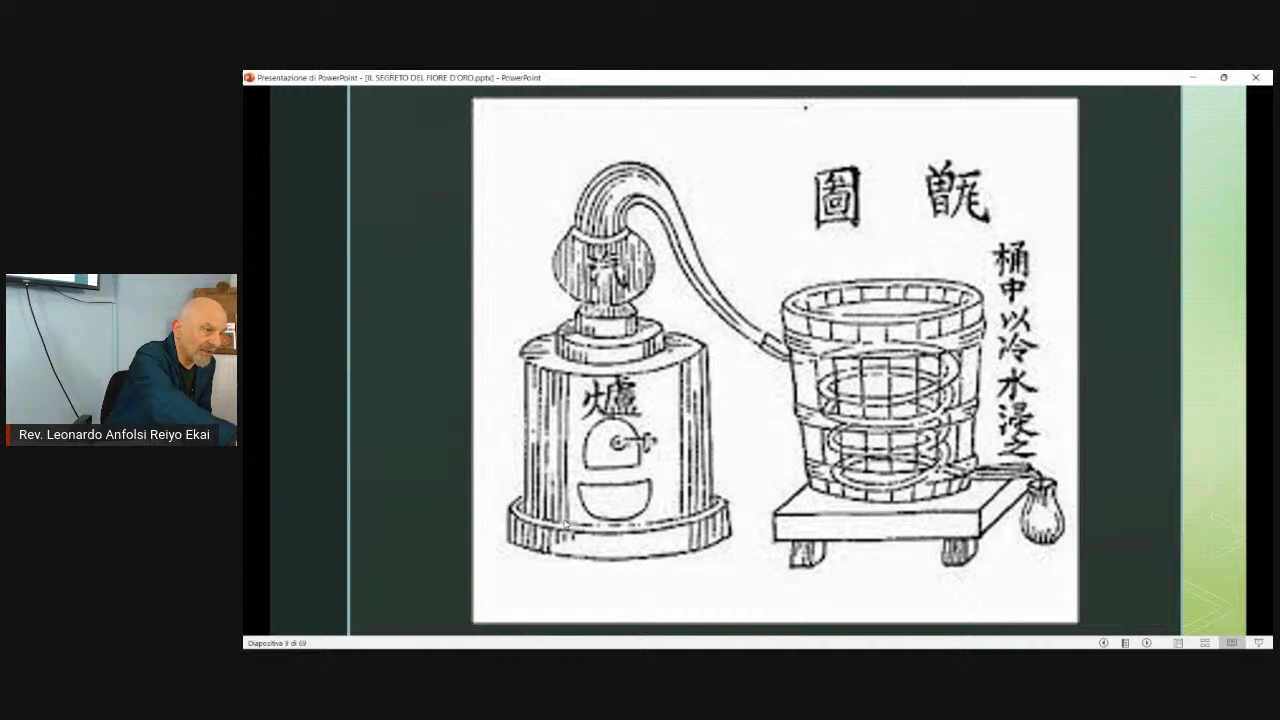 Presentazione di PowerPoint - [IL SEGRETO DEL FIORE D'ORO.pptx] - PowerPoint
甑圖
桶中以冷水浸之
爐
Rev. Leonardo Anfolsi Reiyo Ekai
Diapositiva 9 di 69